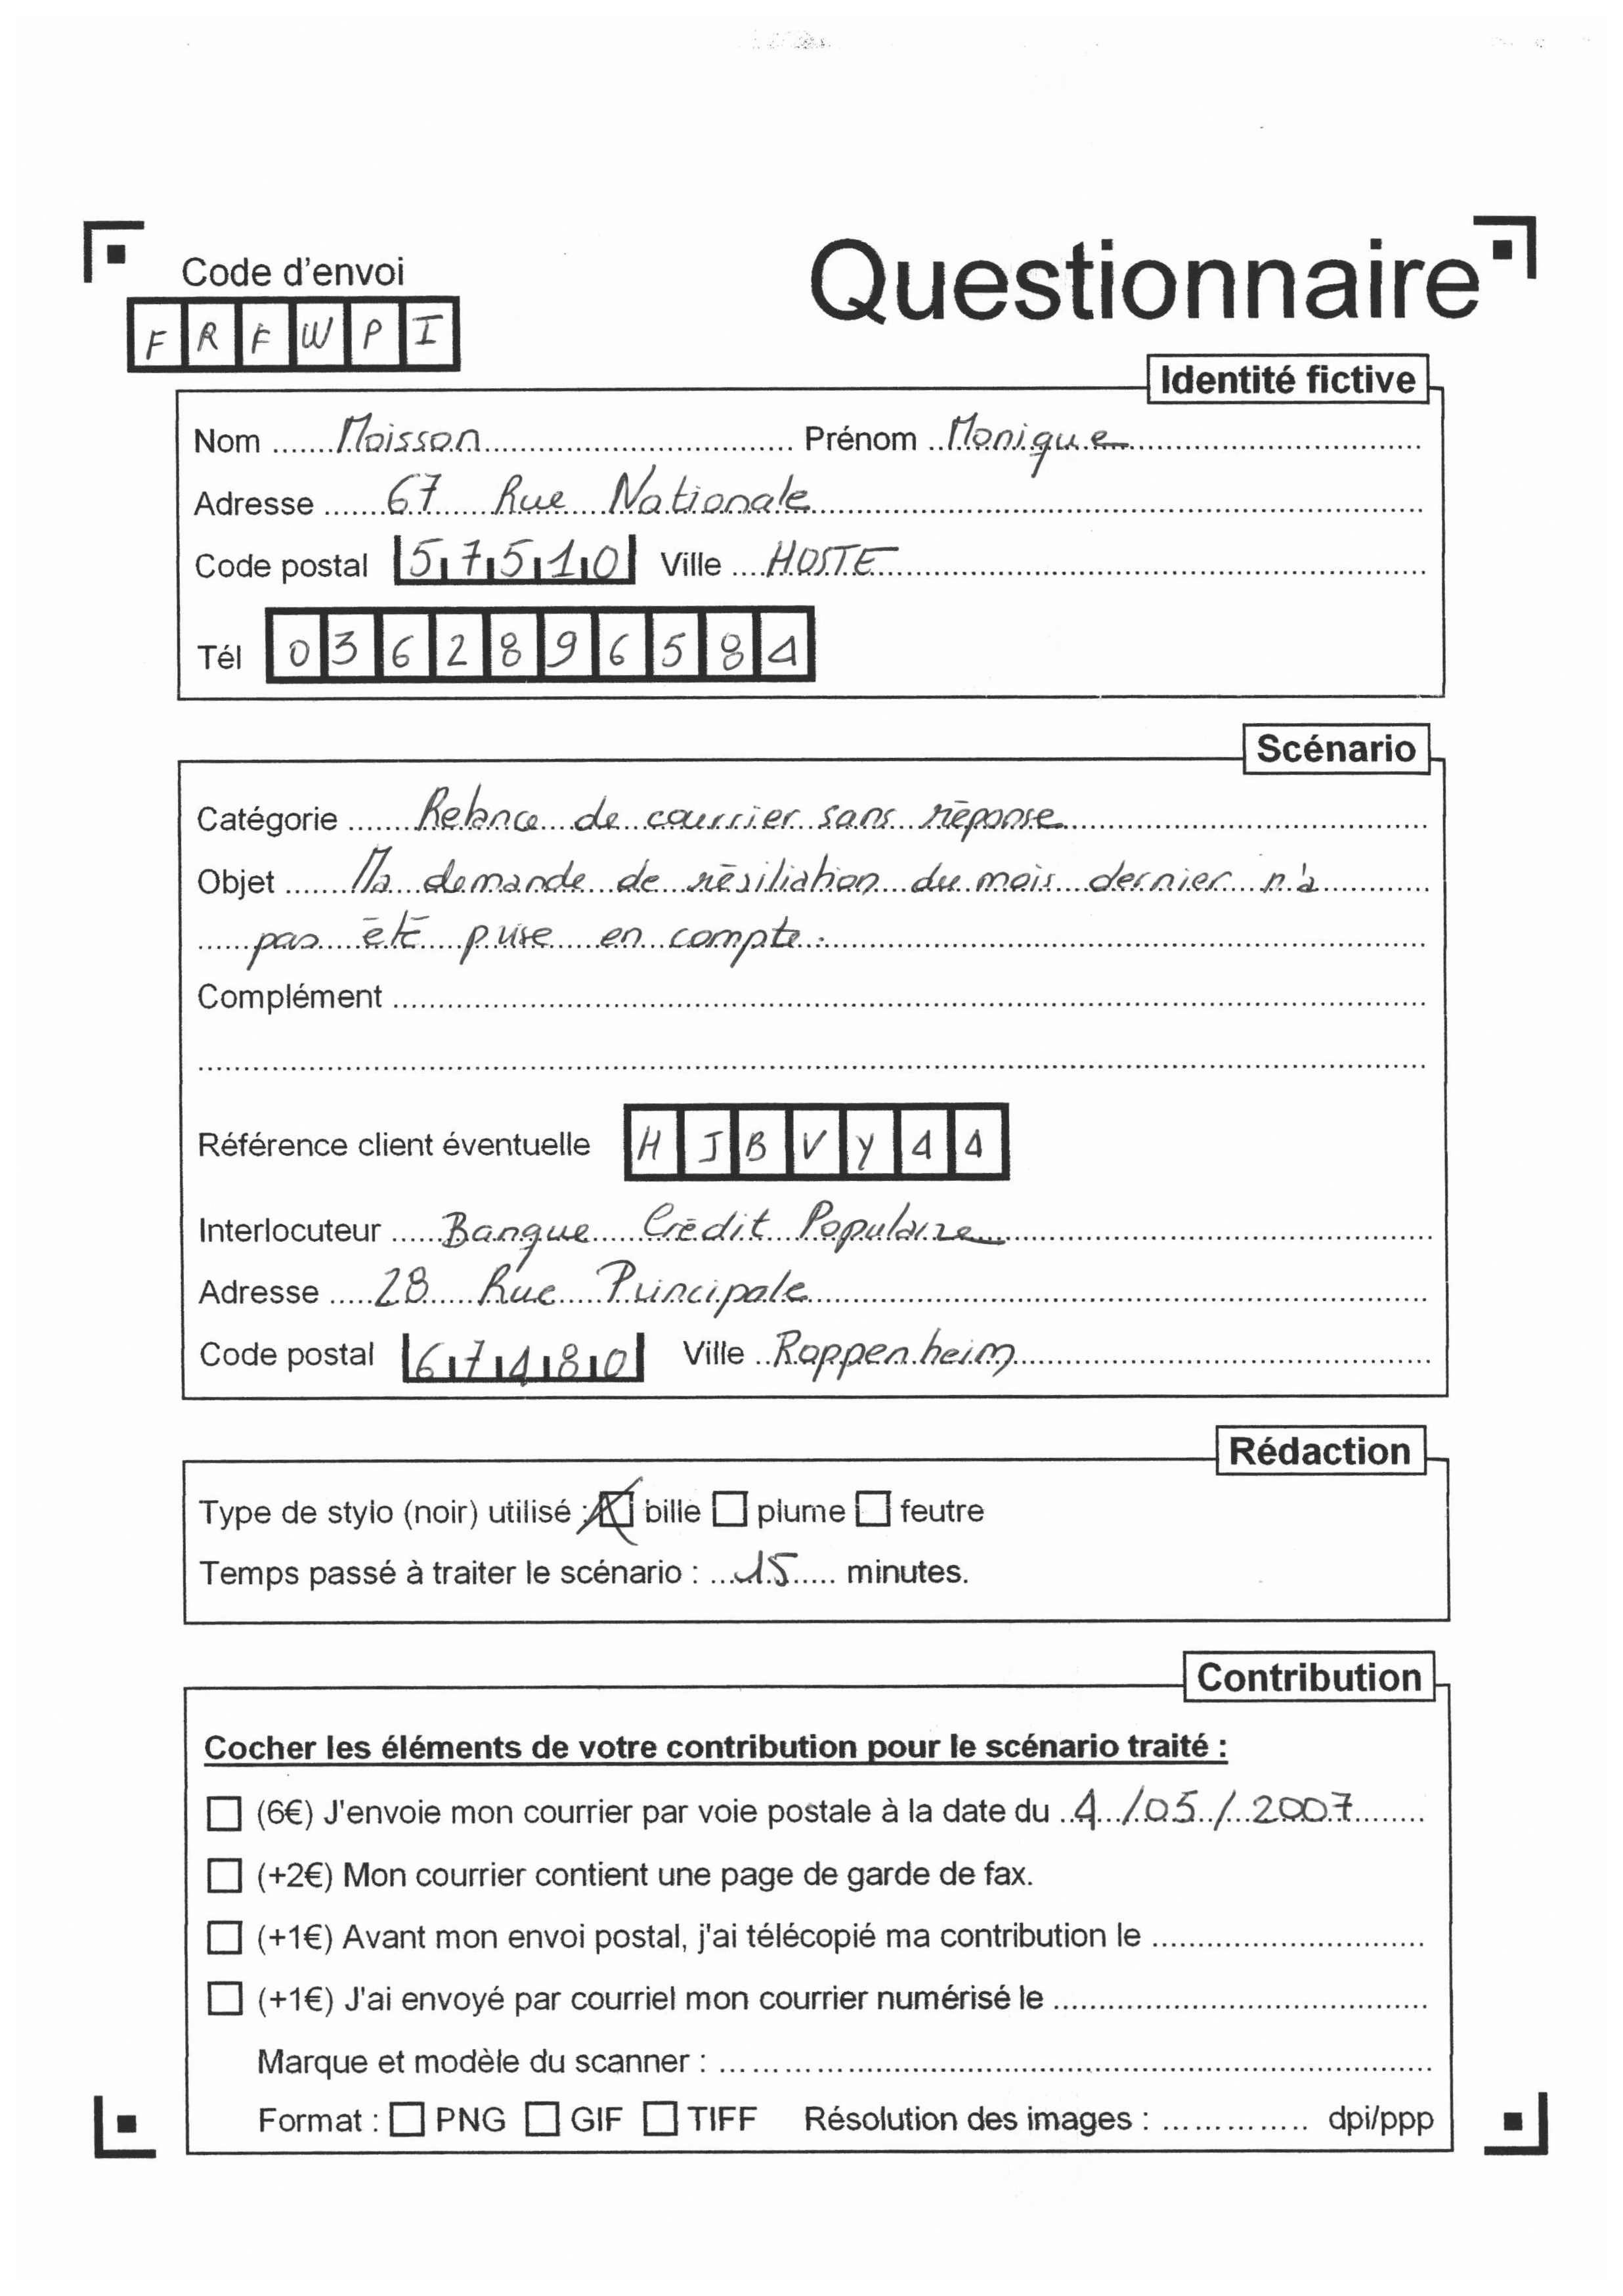 Code d'envoi
Questionnaire
F R F W P I
Identité fictive
Nom ...... Moisson ...... Prénom .. Monique ......
Adresse ...... 67 Rue Nationale ......
Code postal 57510 Ville .... HOSTE ......
Tél 0362896584
Scénario
Catégorie ...... Relance de courrier sans réponse ......
Objet ...... Ma demande de résiliation du mois dernier n'a ......
...... pas été prise en compte. ......
Complément ......
Référence client éventuelle H J B V Y 4 4
Interlocuteur ...... Banque Crédit Populaire ......
Adresse ..... 28 Rue Principale ......
Code postal 67480 Ville .. Roppenheim ......
Rédaction
Type de stylo (noir) utilisé : bille plume feutre
Temps passé à traiter le scénario : ... 15 ..... minutes.
Contribution
Cocher les éléments de votre contribution pour le scénario traité :
(6€) J'envoie mon courrier par voie postale à la date du .. 4 / 05 / 2007 ......
(+2€) Mon courrier contient une page de garde de fax.
(+1€) Avant mon envoi postal, j'ai télécopié ma contribution le ......
(+1€) J'ai envoyé par courriel mon courrier numérisé le ......
Marque et modèle du scanner : ......
Format : PNG GIF TIFF Résolution des images : ...... dpi/ppp